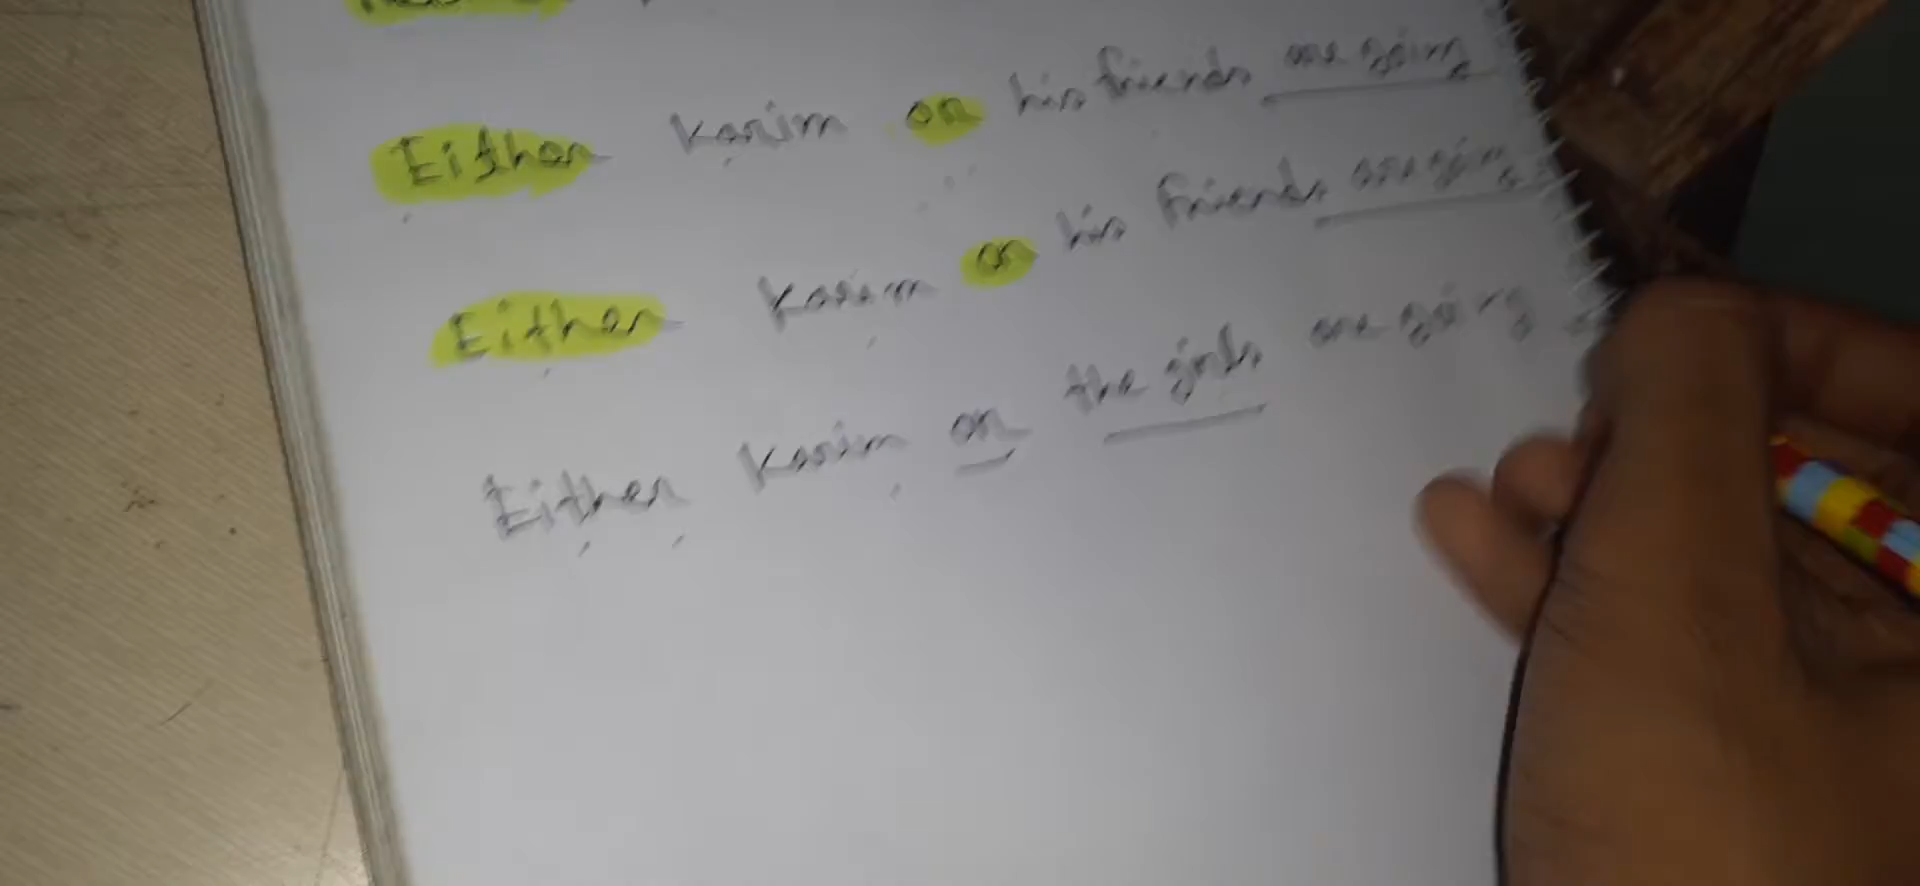 Either Karim or his friends are going
Either Karim or his friends are going
Either Karim or the girls are going